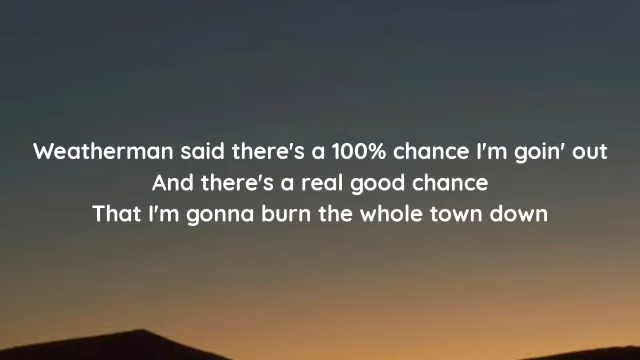 Weatherman said there's a 100% chance I'm goin' out
And there's a real good chance
That I'm gonna burn the whole town down